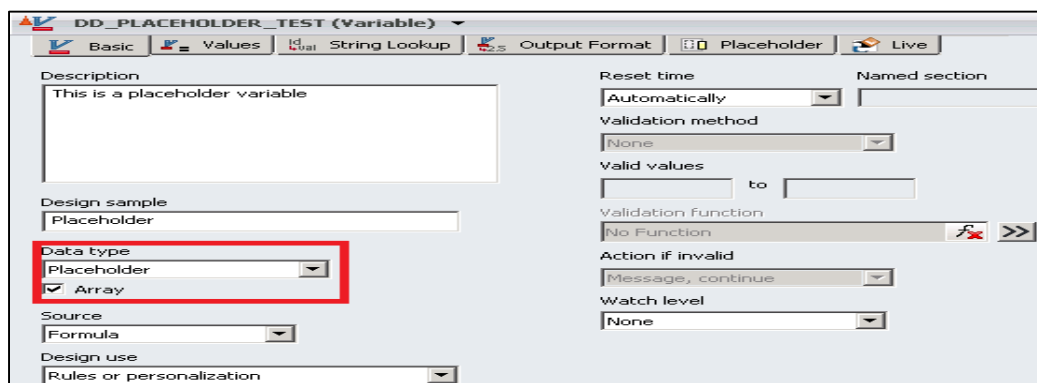 DD_PLACEHOLDER_TEST (Variable)
Basic Values String Lookup Output Format Placeholder Live
Description
This is a placeholder variable
Design sample
Placeholder
Data type
Placeholder
Array
Source
Formula
Design use
Rules or personalization
Reset time Named section
Automatically
Validation method
None
Valid values
to
Validation function
No Function >>
Action if invalid
Message, continue
Watch level
None